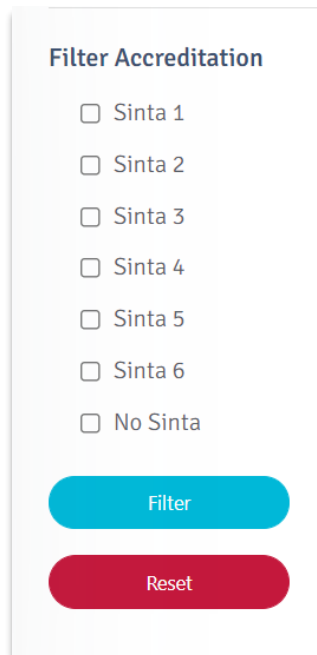 Filter Accreditation
Sinta 1
Sinta 2
Sinta 3
Sinta 4
Sinta 5
Sinta 6
No Sinta
Filter
Reset